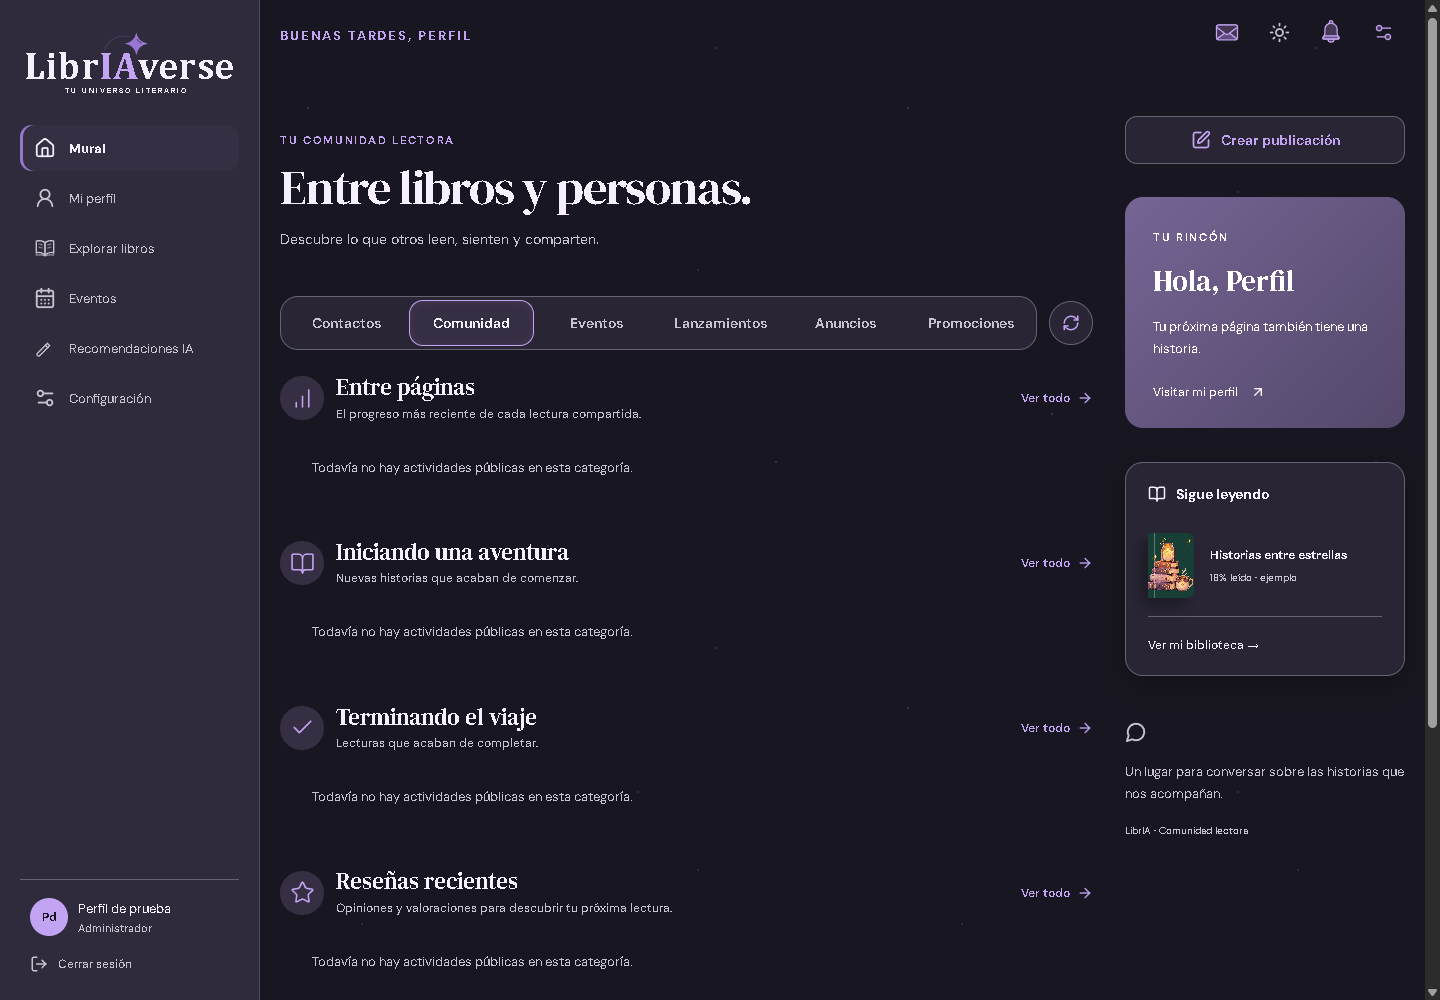 LibrIAverse
TU UNIVERSO LITERARIO
Mural
Mi perfil
Explorar libros
Eventos
Recomendaciones IA
Configuración
Pd
Perfil de prueba
Administrador
Cerrar sesión
BUENAS TARDES, PERFIL
TU COMUNIDAD LECTORA
Entre libros y personas.
Descubre lo que otros leen, sienten y comparten.
Contactos
Comunidad
Eventos
Lanzamientos
Anuncios
Promociones
Entre páginas
El progreso más reciente de cada lectura compartida.
Ver todo →
Todavía no hay actividades públicas en esta categoría.
Iniciando una aventura
Nuevas historias que acaban de comenzar.
Ver todo →
Todavía no hay actividades públicas en esta categoría.
Terminando el viaje
Lecturas que acaban de completar.
Ver todo →
Todavía no hay actividades públicas en esta categoría.
Reseñas recientes
Opiniones y valoraciones para descubrir tu próxima lectura.
Ver todo →
Todavía no hay actividades públicas en esta categoría.
Crear publicación
TU RINCÓN
Hola, Perfil
Tu próxima página también tiene una
historia.
Visitar mi perfil
Sigue leyendo
Historias entre estrellas
18% leído · ejemplo
Ver mi biblioteca →
Un lugar para conversar sobre las historias que
nos acompañan.
LibrIA · Comunidad lectora